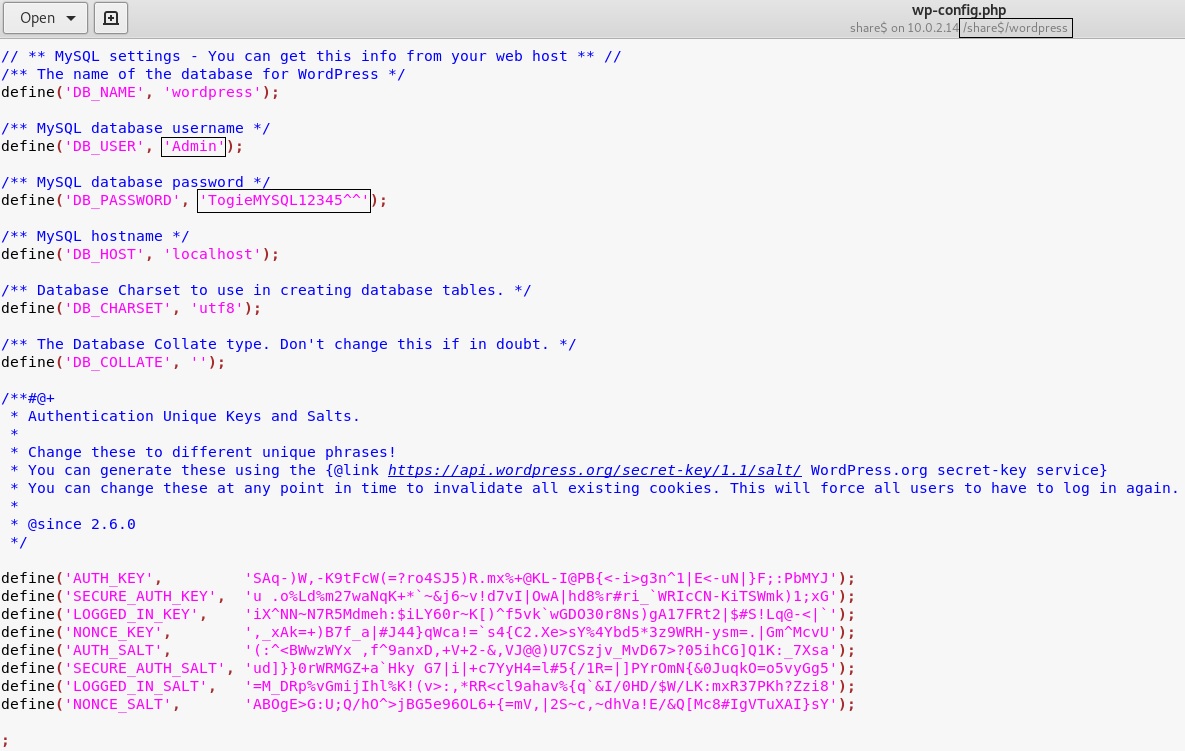 Open
wp-config.php
share$ on 10.0.2.14 /share$/wordpress
// ** MySQL settings - You can get this info from your web host ** //
/** The name of the database for WordPress */
define('DB_NAME', 'wordpress');
/** MySQL database username */
define('DB_USER', 'Admin');
/** MySQL database password */
define('DB_PASSWORD', 'TogieMYSQL12345^^');
/** MySQL hostname */
define('DB_HOST', 'localhost');
/** Database Charset to use in creating database tables. */
define('DB_CHARSET', 'utf8');
/** The Database Collate type. Don't change this if in doubt. */
define('DB_COLLATE', '');
/**#@+
 * Authentication Unique Keys and Salts.
 *
 * Change these to different unique phrases!
 * You can generate these using the {@link https://api.wordpress.org/secret-key/1.1/salt/ WordPress.org secret-key service}
 * You can change these at any point in time to invalidate all existing cookies. This will force all users to have to log in again.
 *
 * @since 2.6.0
 */
define('AUTH_KEY',         'SAq-)W,-K9tFcW(=?ro4SJ5)R.mx%+@KL-I@PB{<-i>g3n^1|E<-uN|}F;:PbMYJ');
define('SECURE_AUTH_KEY',  'u .o%Ld%m27waNqK+*`~&j6~v!d7vI|OwA|hd8%r#ri_`WRIcCN-KiTSWmk)1;xG');
define('LOGGED_IN_KEY',    'iX^NN~N7R5Mdmeh:$iLY60r~K[)^f5vk`wGDO30r8Ns)gA17FRt2|$#S!Lq@-<|`');
define('NONCE_KEY',        ',_xAk=+)B7f_a|#J44}qWca!=`s4{C2.Xe>sY%4Ybd5*3z9WRH-ysm=.|Gm^McvU');
define('AUTH_SALT',        '(:^<BWwzWYx ,f^9anxD,+V+2-&,VJ@@)U7CSzjv_MvD67>?05ihCG]Q1K:_7Xsa');
define('SECURE_AUTH_SALT', 'ud]}}0rWRMGZ+a`Hky G7|i|+c7YyH4=l#5{/1R=|]PYrOmN{&0JuqkO=o5vyGg5');
define('LOGGED_IN_SALT',   '=M_DRp%vGmijIhl%K!(v>:,*RR<cl9ahav%{q`&I/0HD/$W/LK:mxR37PKh?Zzi8');
define('NONCE_SALT',       'ABOgE>G:U;Q/hO^>jBG5e96OL6+{=mV,|2S~c,~dhVa!E/&Q[Mc8#IgVTuXAI}sY');
;